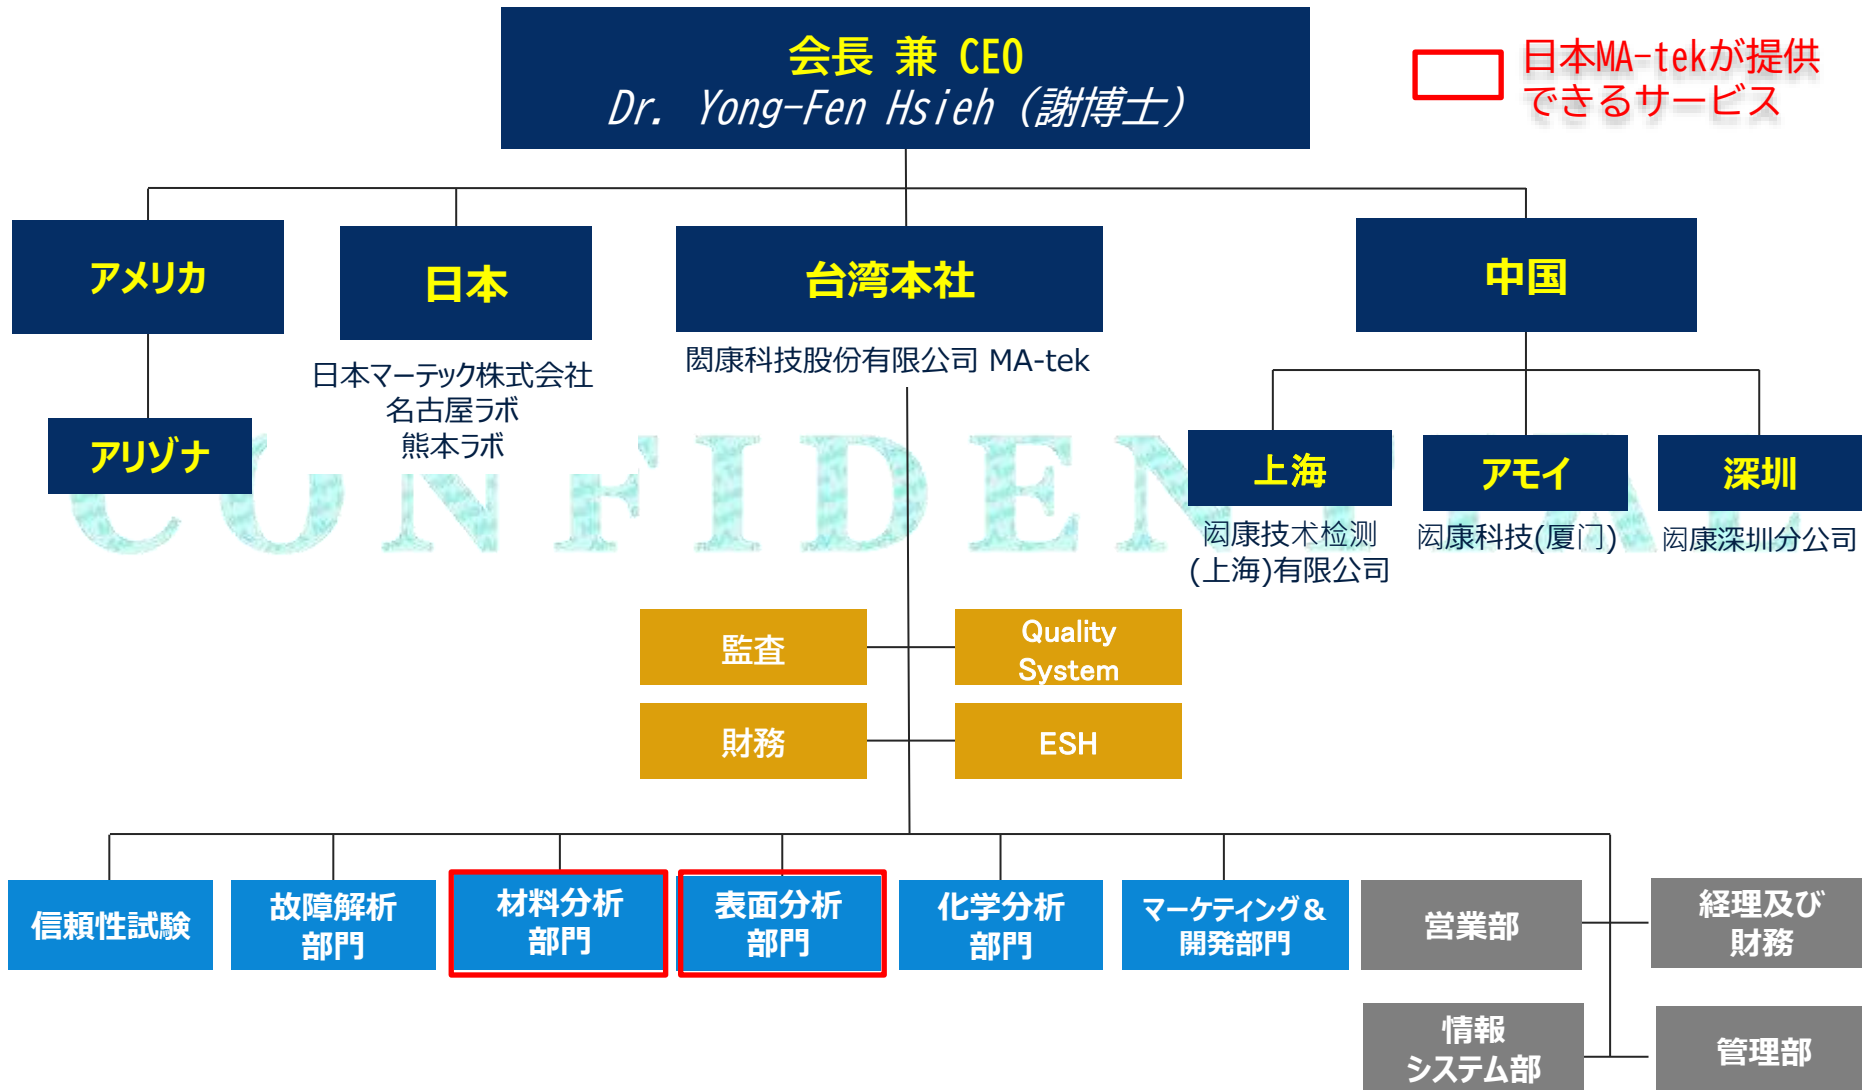 会長 兼 CEO
Dr. Yong-Fen Hsieh (謝博士)
日本MA-tekが提供
できるサービス
アメリカ
日本
台湾本社
中国
日本マーテック株式会社
名古屋ラボ
熊本ラボ
閎康科技股份有限公司 MA-tek
アリゾナ
上海
アモイ
深圳
闳康技术检测
(上海)有限公司
闳康科技(厦门)
闳康深圳分公司
CONFIDENTIAL
監査
Quality
System
財務
ESH
信頼性試験
故障解析
部門
材料分析
部門
表面分析
部門
化学分析
部門
マーケティング&
開発部門
営業部
経理及び
財務
情報
システム部
管理部